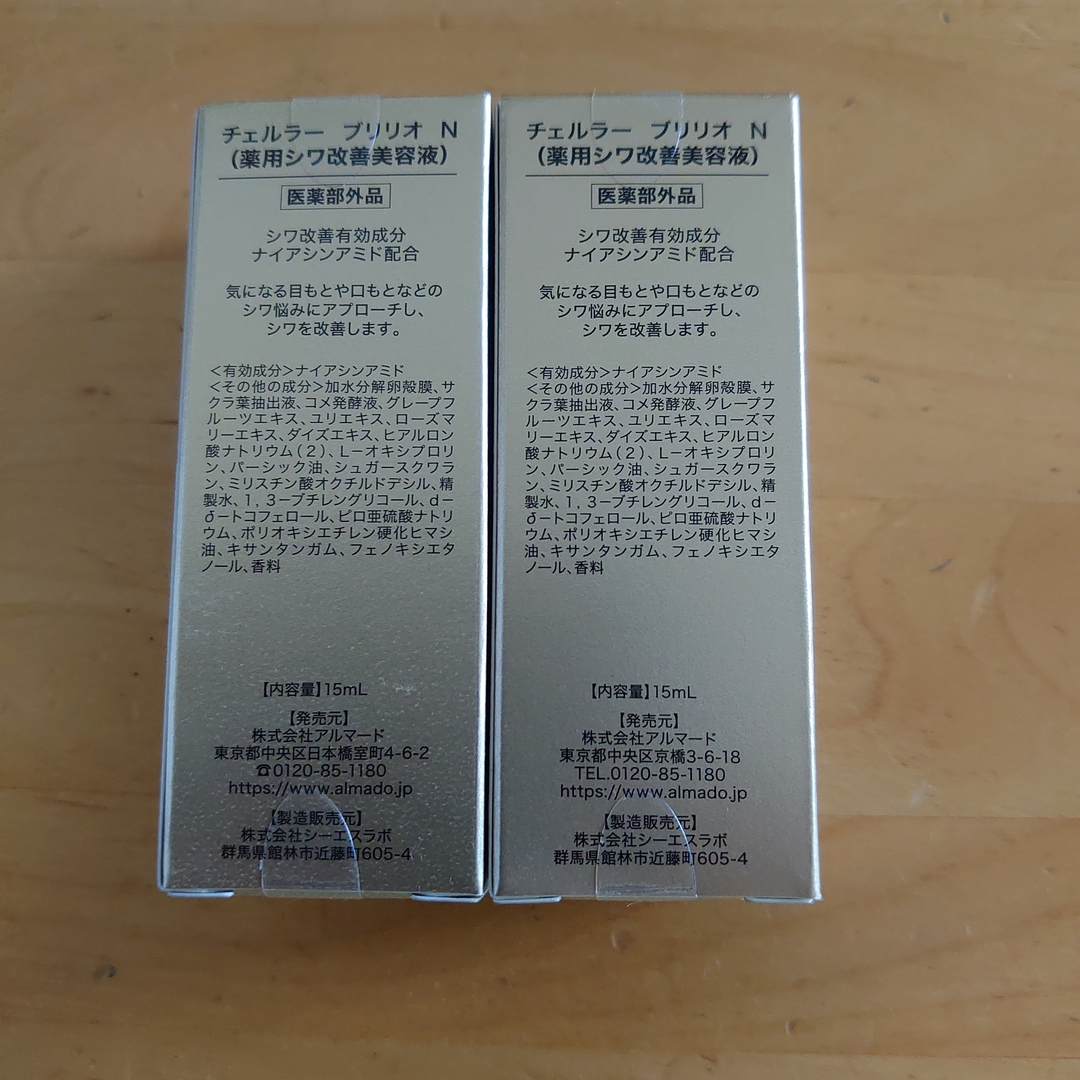 チェルラー ブリリオ N
(薬用シワ改善美容液)
医薬部外品
シワ改善有効成分
ナイアシンアミド配合
気になる目もとや口もとなどの
シワ悩みにアプローチし、
シワを改善します。
<有効成分>ナイアシンアミド
<その他の成分>加水分解卵殻膜、サ
クラ葉抽出液、コメ発酵液、グレープフ
ルーツエキス、ユリエキス、ローズマ
リーエキス、ダイズエキス、ヒアルロン
酸ナトリウム(2)、L-オキシプロリ
ン、パーシック油、シュガースクワラ
ン、ミリスチン酸オクチルドデシル、精
製水、1,3-ブチレングリコール、d-
δ-トコフェロール、ピロ亜硫酸ナトリ
ウム、ポリオキシエチレン硬化ヒマシ
油、キサンタンガム、フェノキシエタ
ノール、香料
【内容量】15mL
【発売元】
株式会社アルマード
東京都中央区日本橋室町4-6-2
☎0120-85-1180
https://www.almado.jp
【製造販売元】
株式会社シーエスラボ
群馬県館林市近藤町605-4
チェルラー ブリリオ N
(薬用シワ改善美容液)
医薬部外品
シワ改善有効成分
ナイアシンアミド配合
気になる目もとや口もとなどの
シワ悩みにアプローチし、
シワを改善します。
<有効成分>ナイアシンアミド
<その他の成分>加水分解卵殻膜、サ
クラ葉抽出液、コメ発酵液、グレープフ
ルーツエキス、ユリエキス、ローズマ
リーエキス、ダイズエキス、ヒアルロン
酸ナトリウム(2)、L-オキシプロリ
ン、パーシック油、シュガースクワラ
ン、ミリスチン酸オクチルドデシル、精
製水、1,3-ブチレングリコール、d-
δ-トコフェロール、ピロ亜硫酸ナトリ
ウム、ポリオキシエチレン硬化ヒマシ
油、キサンタンガム、フェノキシエタ
ノール、香料
【内容量】15mL
【発売元】
株式会社アルマード
東京都中央区京橋3-6-18
TEL.0120-85-1180
https://www.almado.jp
【製造販売元】
株式会社シーエスラボ
群馬県館林市近藤町605-4